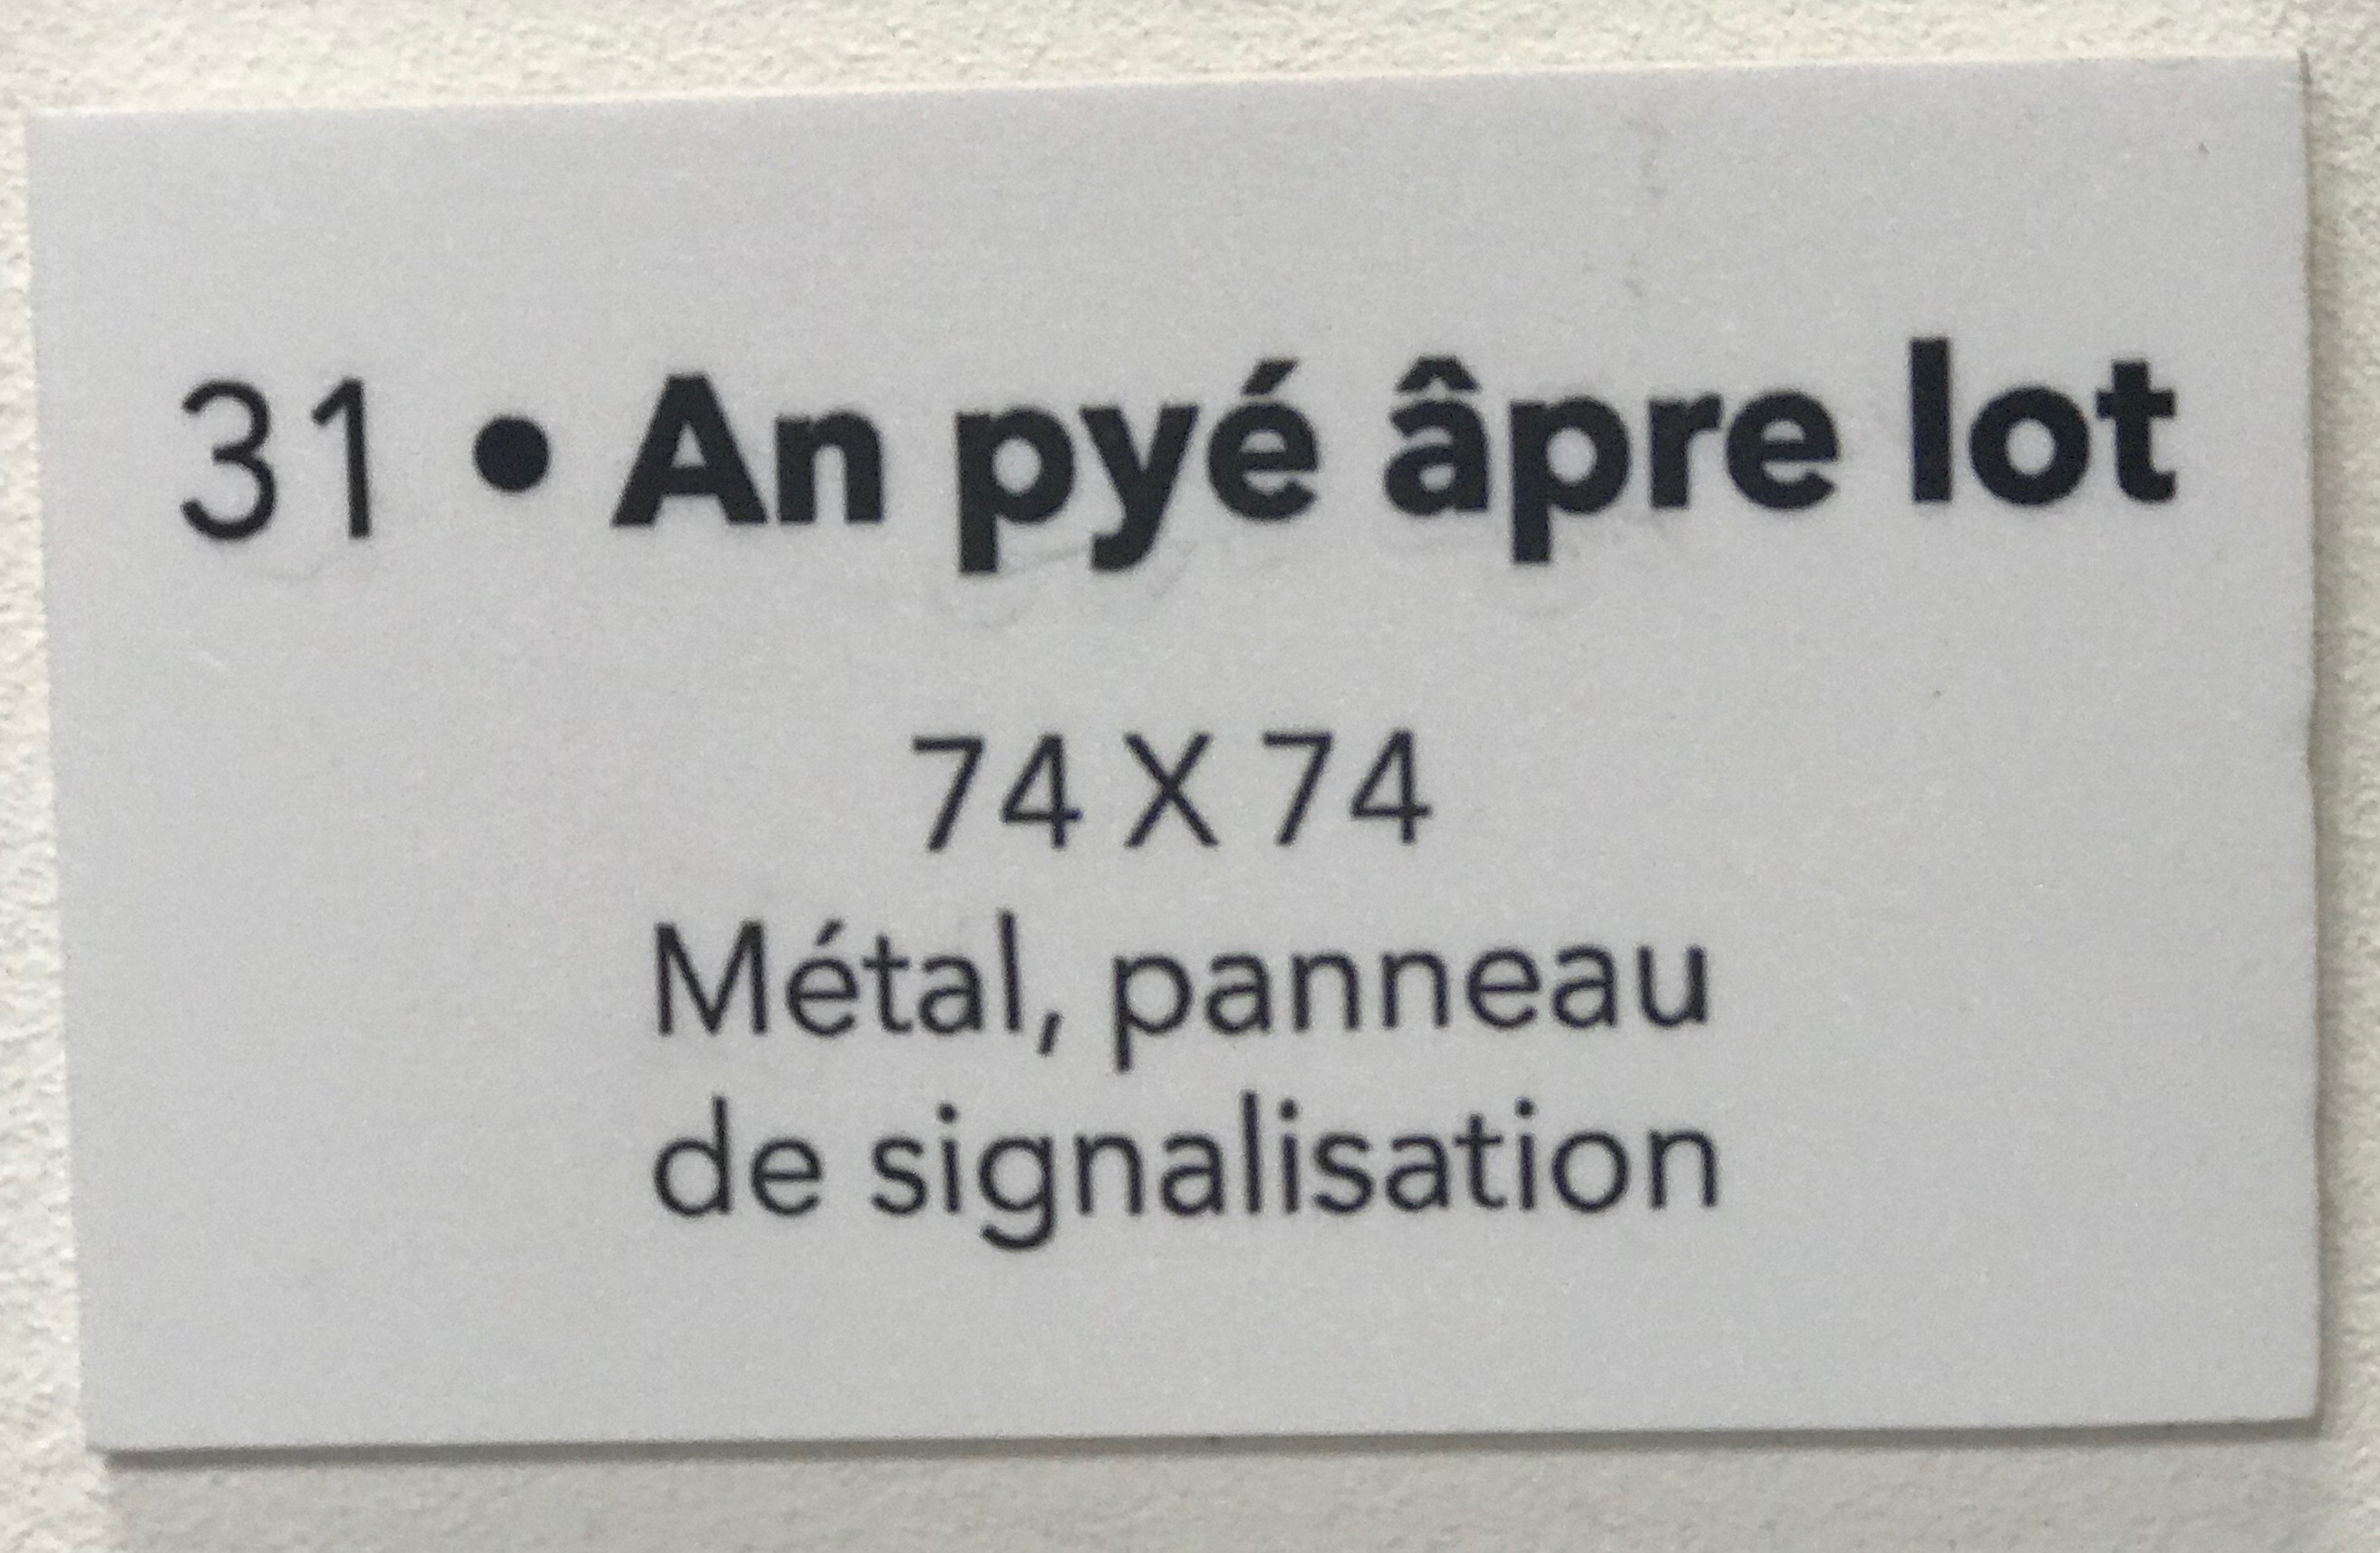 31 • An pyé âpre lot
74 X 74
Métal, panneau
de signalisation